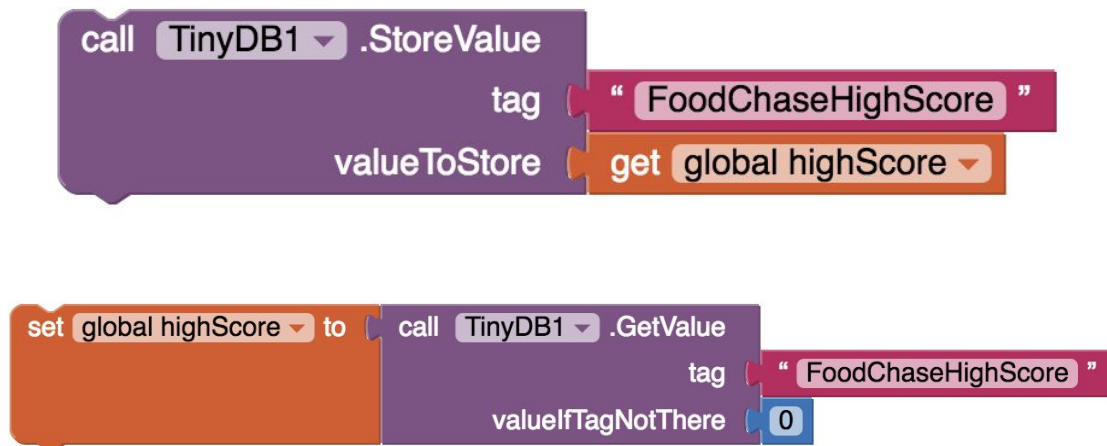 call TinyDB1 .StoreValue
tag " FoodChaseHighScore "
valueToStore get global highScore
set global highScore to call TinyDB1 .GetValue
tag " FoodChaseHighScore "
valueIfTagNotThere 0